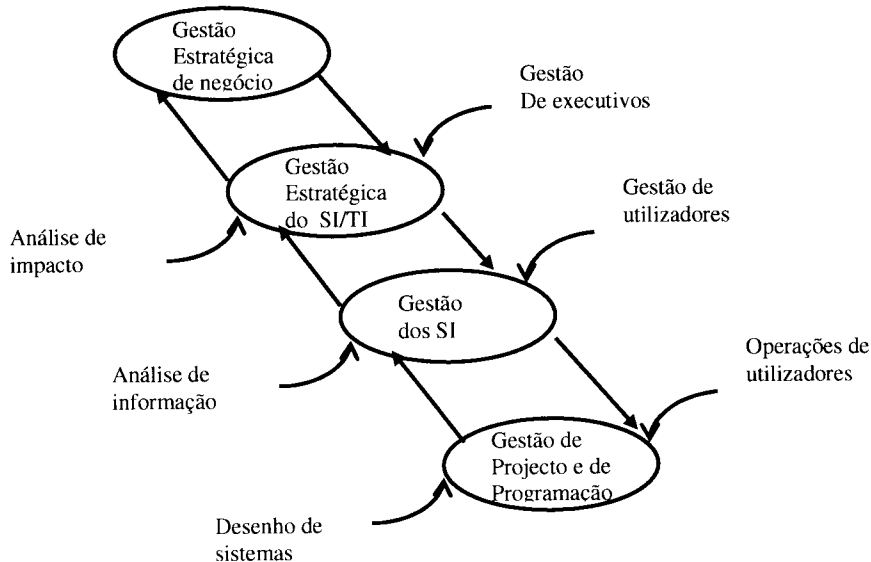 Gestão
Estratégica
de negócio
Gestão
De executivos
Gestão
Estratégica
do SI/TI
Gestão de
utilizadores
Análise de
impacto
Gestão
dos SI
Operações de
utilizadores
Análise de
informação
Gestão de
Projecto e de
Programação
Desenho de
sistemas